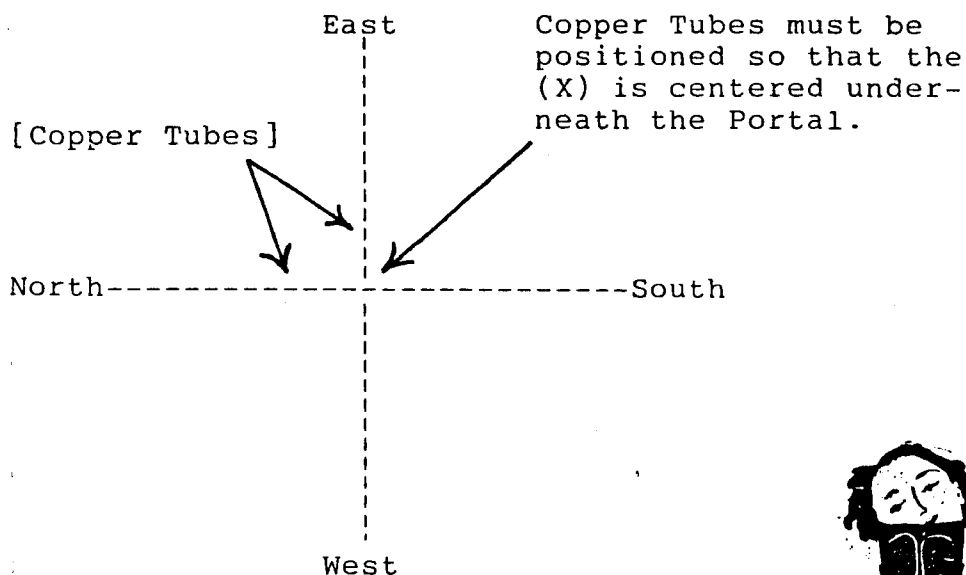 East
Copper Tubes must be
positioned so that the
(X) is centered under-
neath the Portal.
[Copper Tubes]
North---------------------------South
West